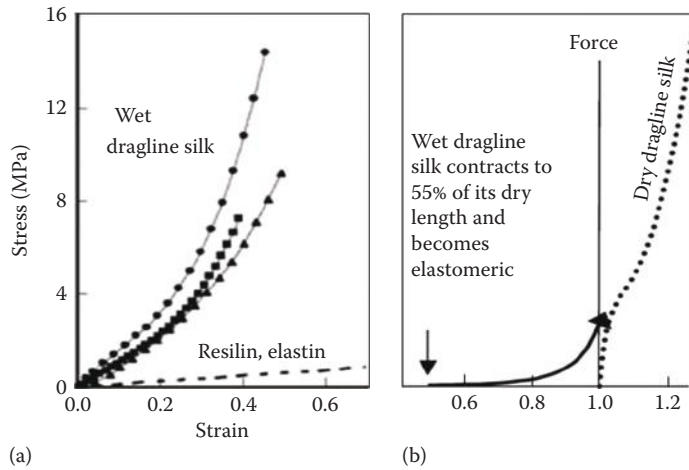 16
12
8
4
0
Stress (MPa)
Wet
dragline silk
Resilin, elastin
0.0 0.2 0.4 0.6
Strain
(a)
Force
Wet dragline
silk contracts to
55% of its dry
length and
becomes
elastomeric
Dry dragline silk
0.6 0.8 1.0 1.2
(b)